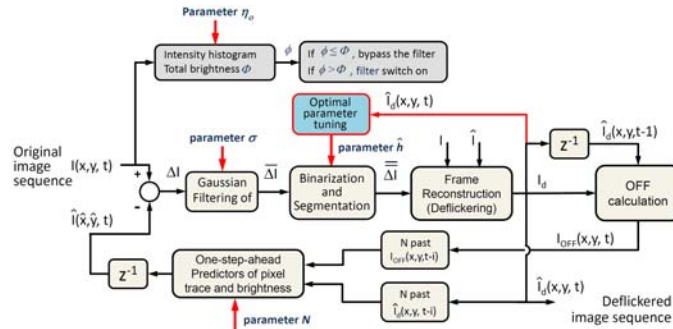 Parameter ηₒ
Intensity histogram
Total brightness Φ
ϕ
If ϕ ≤ Φ, bypass the filter
If ϕ > Φ, filter switch on
Optimal
parameter
tuning
Î_d(x,y, t)
Original
image
sequence
I(x,y, t)
+
-
ΔI
parameter σ
Gaussian
Filtering of
Δ̅I̅
parameter ĥ
Binarization
and
Segmentation
Δ̿I̿
I
Î
Frame
Reconstruction
(Deflickering)
I_d
Z⁻¹
Î_d(x,y,t-1)
OFF
calculation
Î(x̂,ŷ, t)
Z⁻¹
One-step-ahead
Predictors of pixel
trace and brightness
parameter N
N past
I_OFF(x,y,t-i)
I_OFF(x,y, t)
N past
Î_d(x,y,t-i)
Î_d(x,y, t)
Deflickered
image sequence